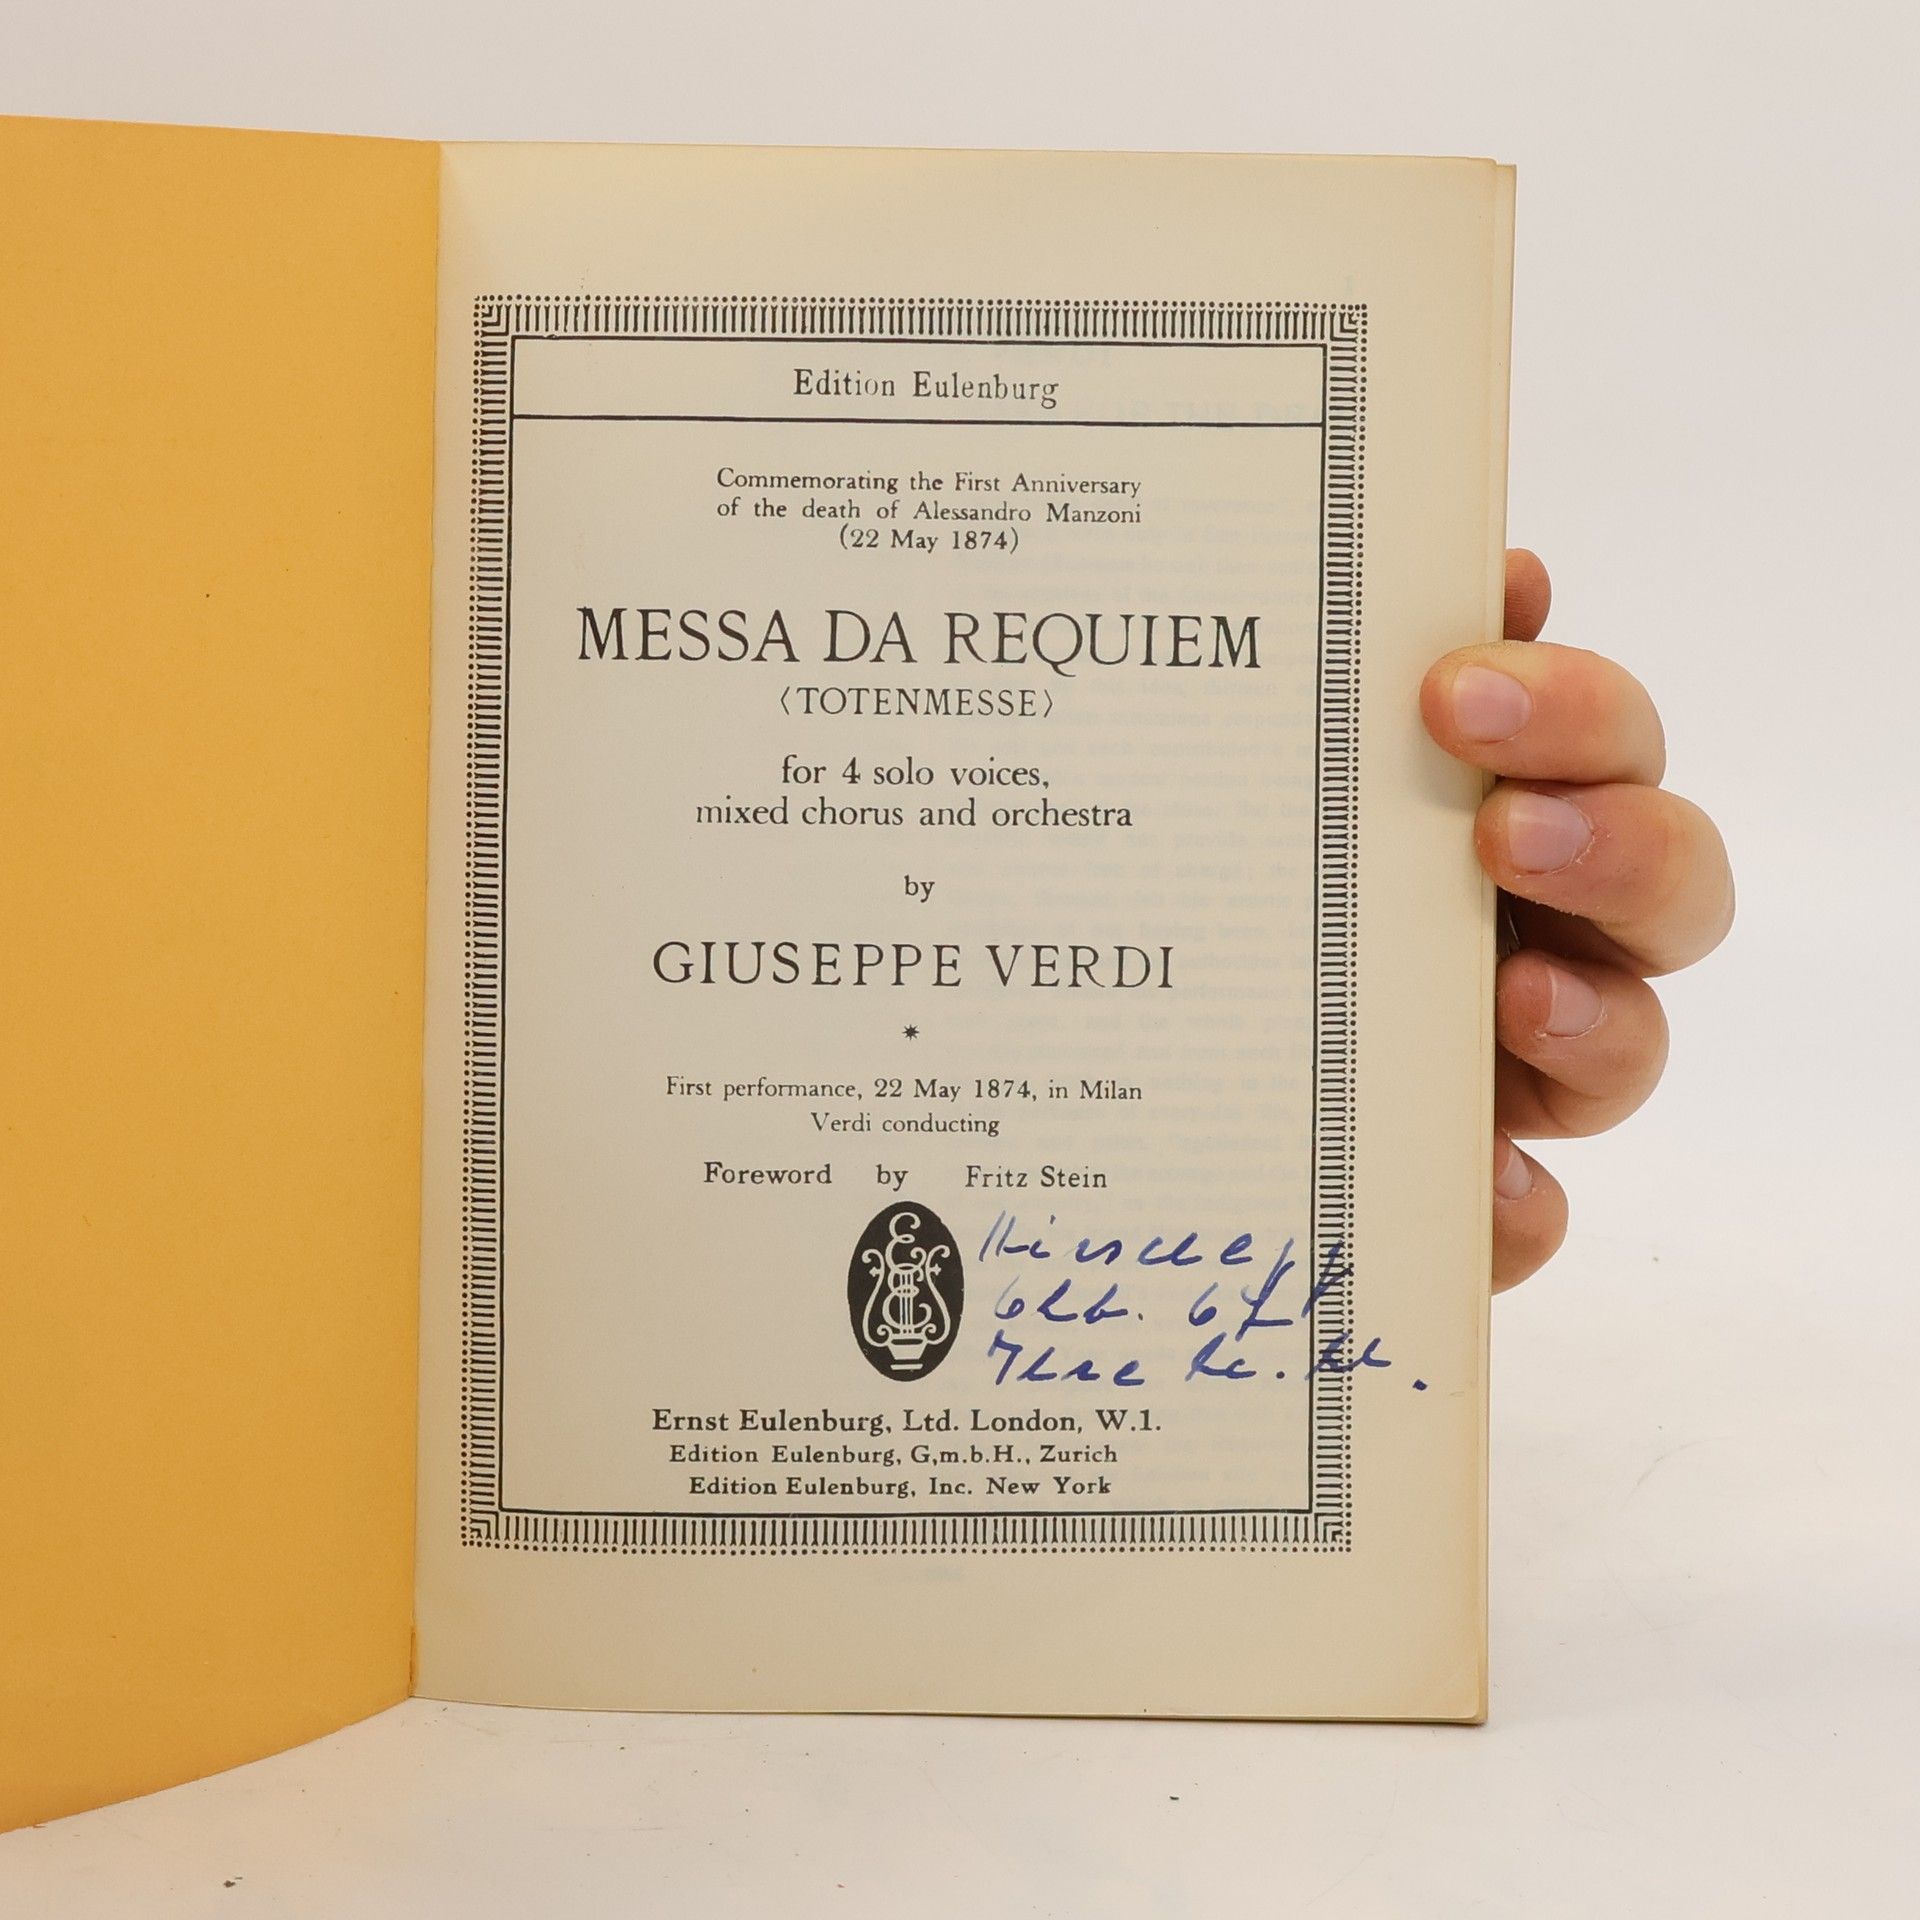 Edition Eulenburg
Commemorating the First Anniversary
of the death of Alessandro Manzoni
(22 May 1874)
MESSA DA REQUIEM
⟨TOTENMESSE⟩
for 4 solo voices,
mixed chorus and orchestra
by
GIUSEPPE VERDI
*
First performance, 22 May 1874, in Milan
Verdi conducting
Foreword by Fritz Stein
Ernst Eulenburg, Ltd. London, W.1.
Edition Eulenburg, G,m.b.H., Zurich
Edition Eulenburg, Inc. New York